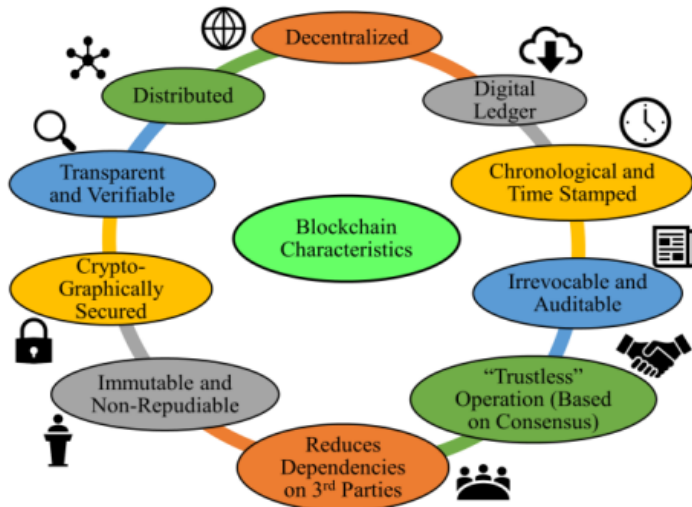 Decentralized
Digital
Ledger
Chronological and
Time Stamped
Irrevocable and
Auditable
“Trustless”
Operation (Based
on Consensus)
Reduces
Dependencies
on 3rd Parties
Immutable and
Non-Repudiable
Crypto-
Graphically
Secured
Transparent
and Verifiable
Distributed
Blockchain
Characteristics